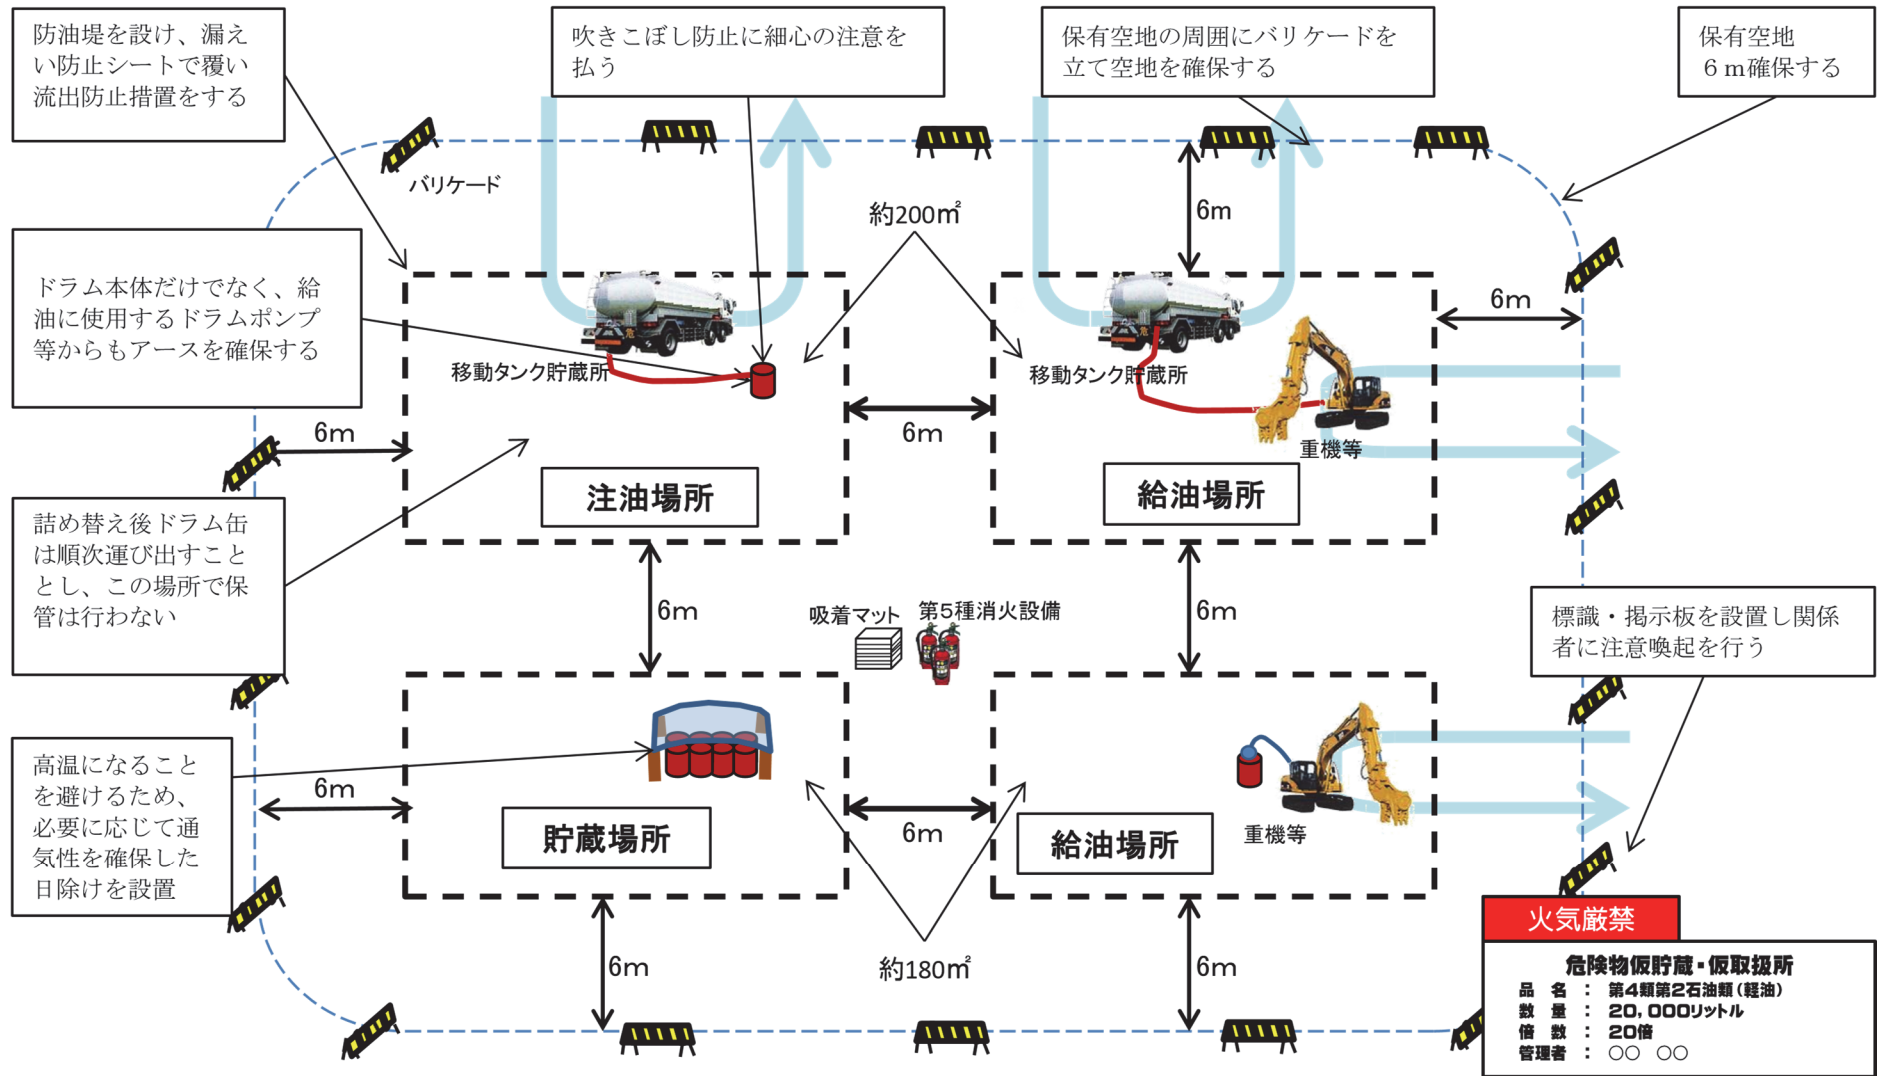 防油堤を設け、漏え
い防止シートで覆い
流出防止措置をする
吹きこぼし防止に細心の注意を
払う
保有空地の周囲にバリケードを
立て空地を確保する
保有空地
６ｍ確保する
バリケード
約200㎡
6m
ドラム本体だけでなく、給
油に使用するドラムポンプ
等からもアースを確保する
移動タンク貯蔵所
危
移動タンク貯蔵所
危
6m
6m
6m
重機等
注油場所
給油場所
詰め替え後ドラム缶
は順次運び出すこと
とし、この場所で保
管は行わない
6m
吸着マット
第５種消火設備
6m
標識・掲示板を設置し関係
者に注意喚起を行う
高温になること
を避けるため、
必要に応じて通
気性を確保した
日除けを設置
6m
貯蔵場所
6m
給油場所
重機等
6m
約180㎡
6m
火気厳禁
危険物仮貯蔵・仮取扱所
品　名　：　第4類第2石油類（軽油）
数　量　：　20,000リットル
倍　数　：　20倍
管理者　：　○○　○○